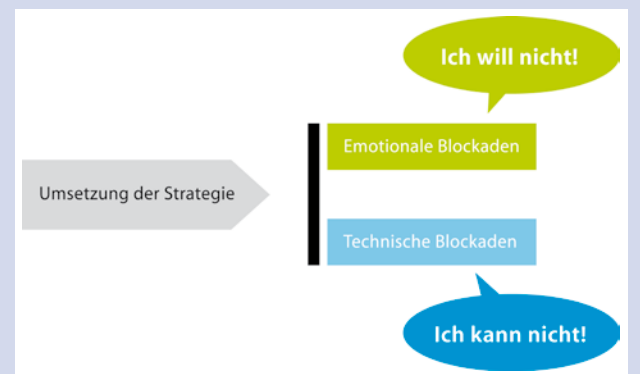 Ich will nicht!
Emotionale Blockaden
Umsetzung der Strategie
Technische Blockaden
Ich kann nicht!